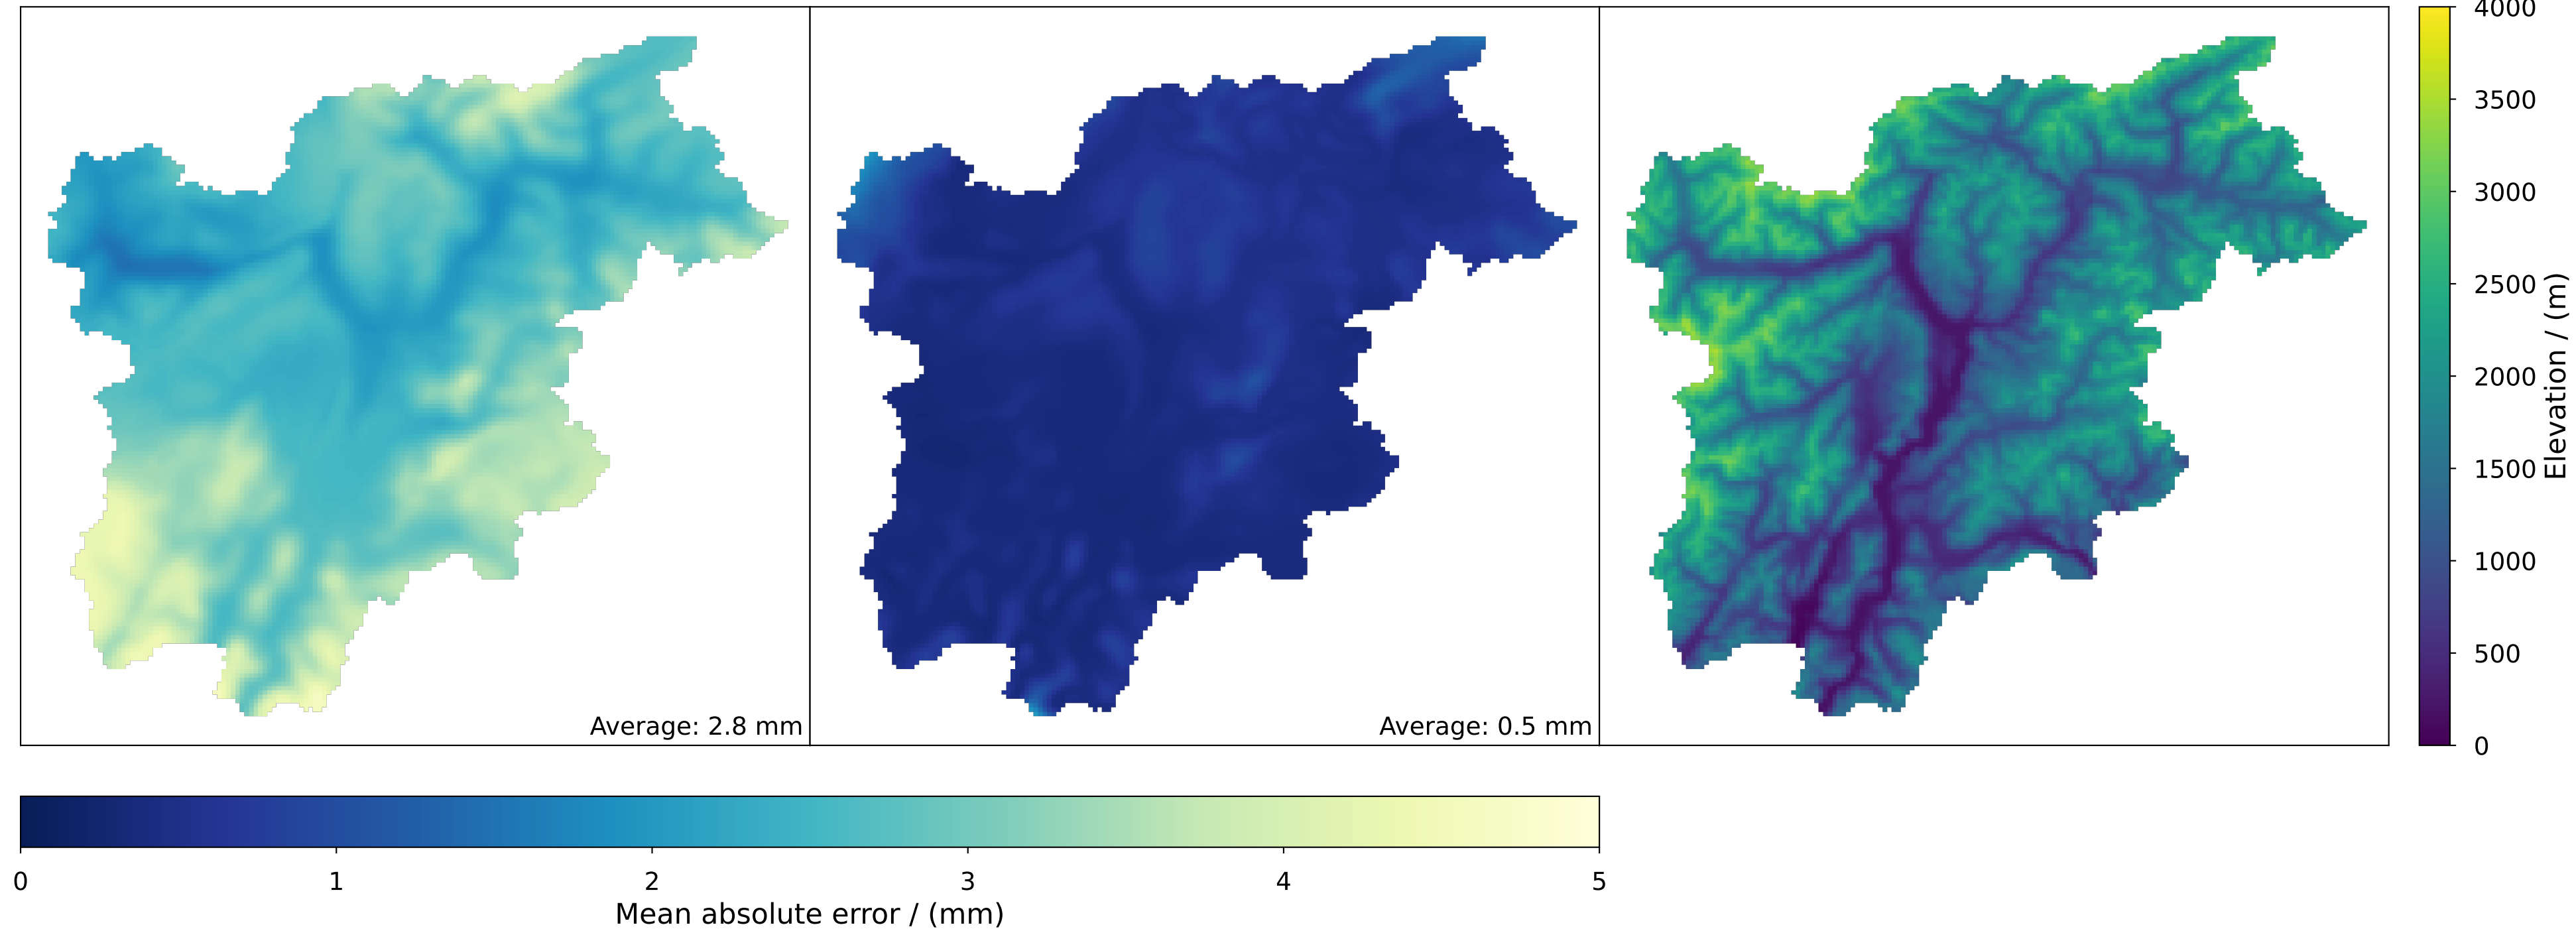 Average: 2.8 mm
Average: 0.5 mm
4000
3500
3000
2500
2000
1500
1000
500
0
Elevation / (m)
0 1 2 3 4 5
Mean absolute error / (mm)